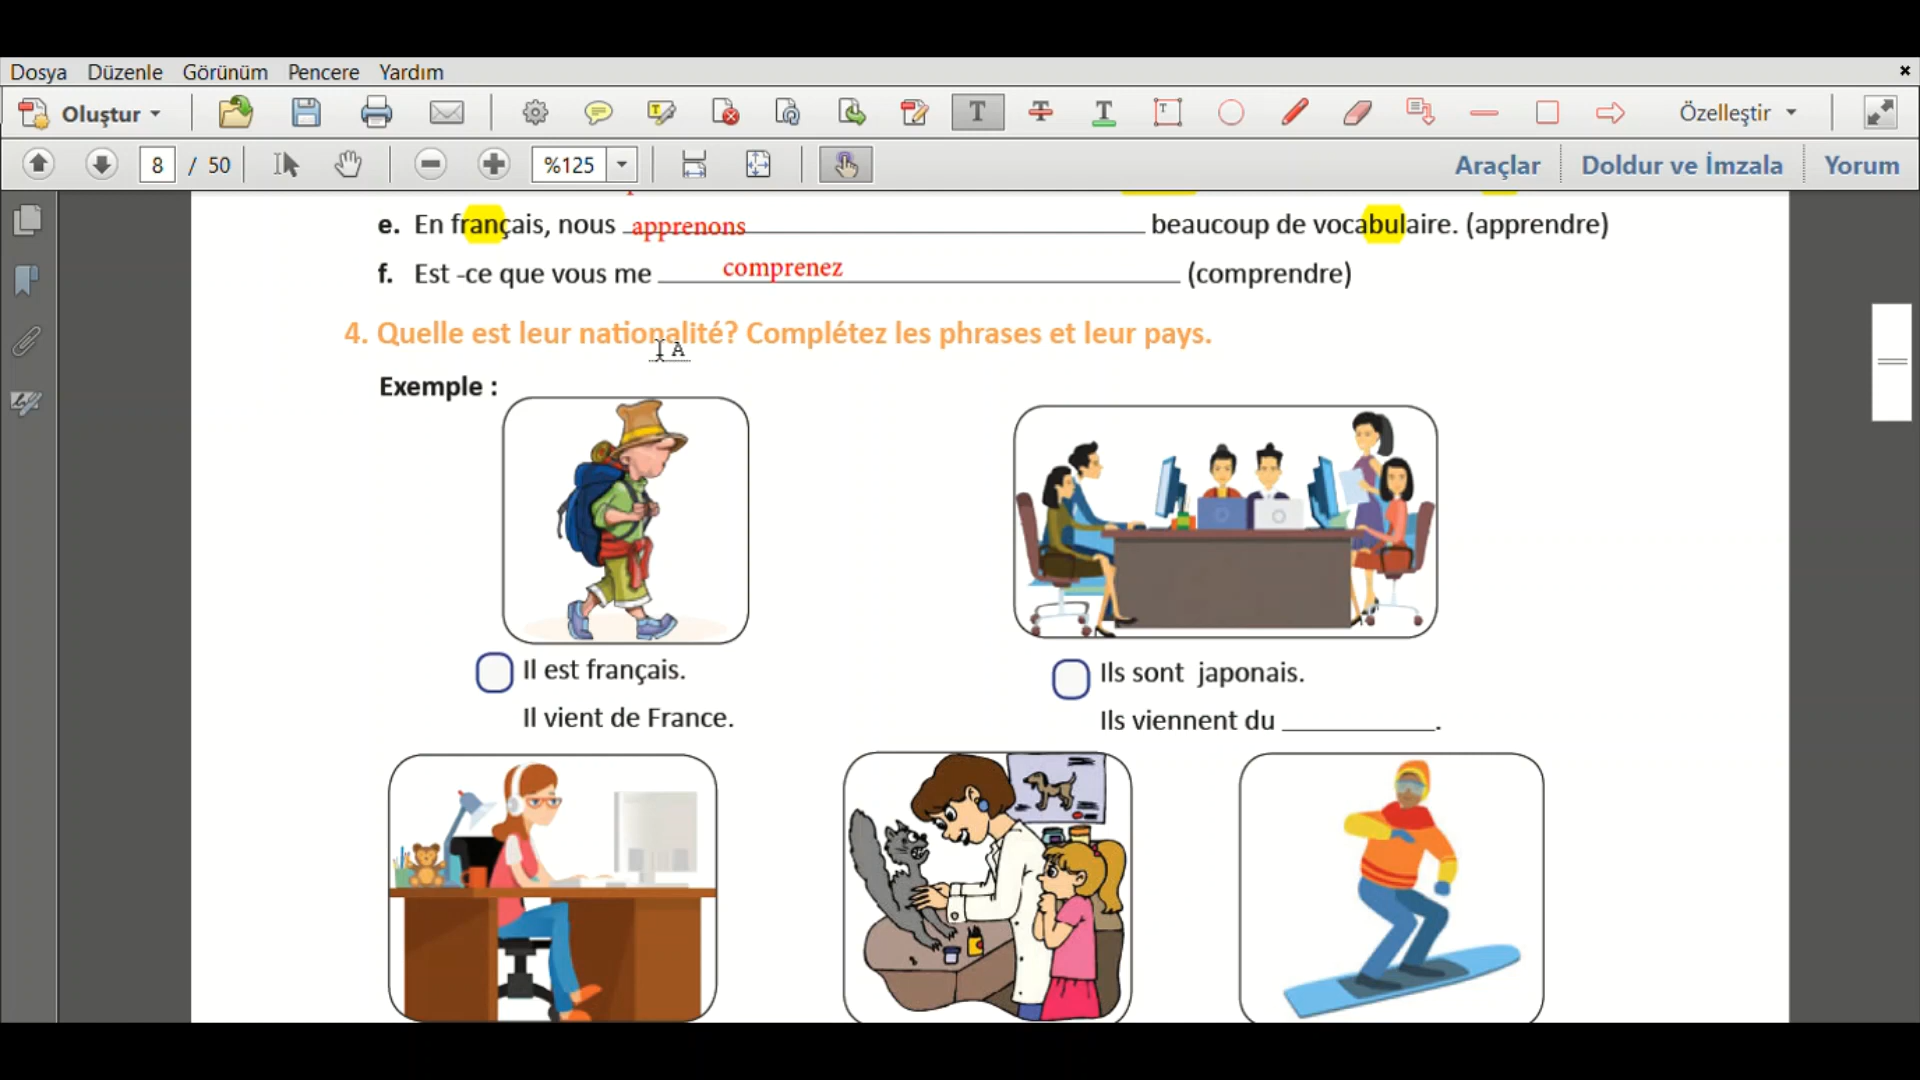 Dosya Düzenle Görünüm Pencere Yardım
Oluştur Özelleştir
8 / 50 %125 Araçlar Doldur ve İmzala Yorum
e. En français, nous apprenons beaucoup de vocabulaire. (apprendre)
f. Est -ce que vous me comprenez (comprendre)
4. Quelle est leur nationalité? Complétez les phrases et leur pays.
Exemple :
Il est français.
Il vient de France.
Ils sont japonais.
Ils viennent du ____________.